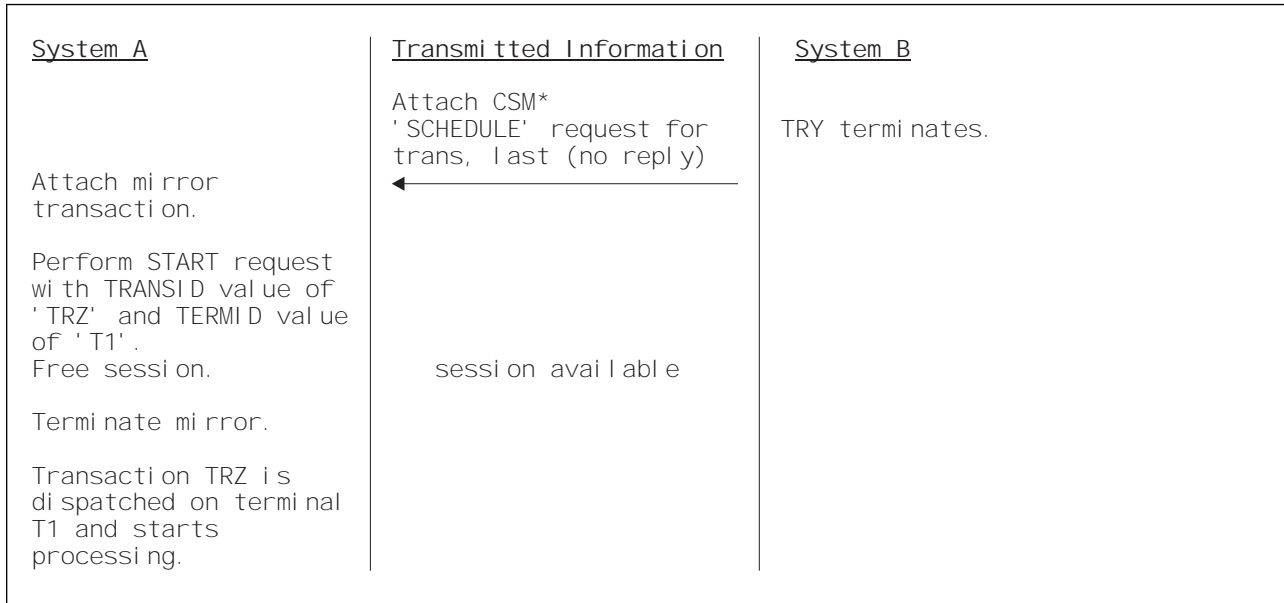 System A
Transmitted Information
System B
Attach CSM*
'SCHEDULE' request for
trans, last (no reply)
TRY terminates.
Attach mirror
transaction.
Perform START request
with TRANSID value of
'TRZ' and TERMID value
of 'T1'.
Free session.
session available
Terminate mirror.
Transaction TRZ is
dispatched on terminal
T1 and starts
processing.